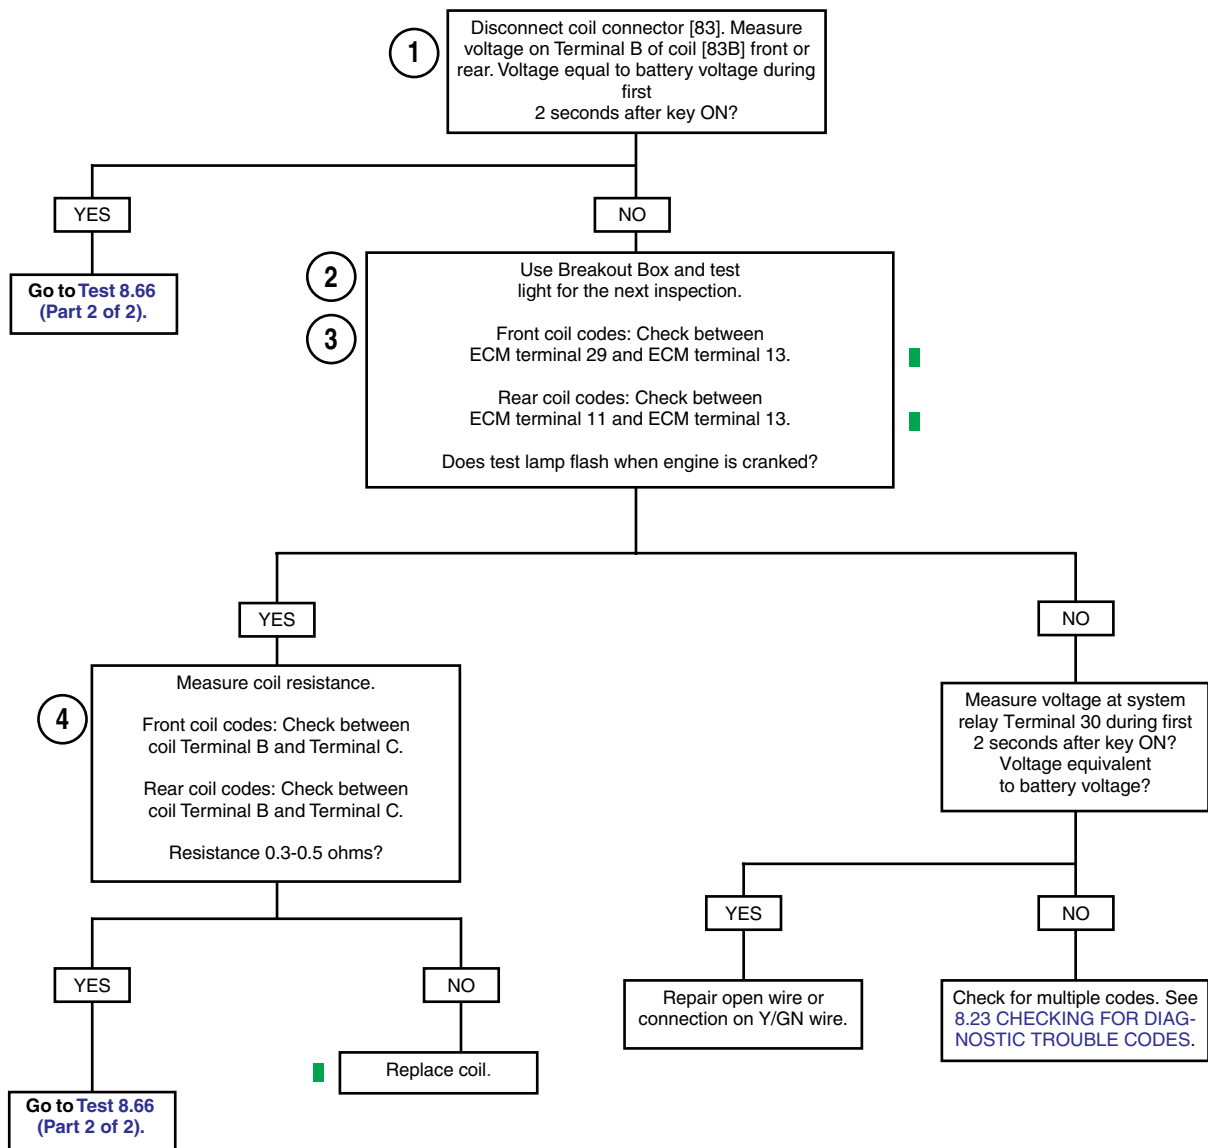 1
Disconnect coil connector [83]. Measure
voltage on Terminal B of coil [83B] front or
rear. Voltage equal to battery voltage during
first
2 seconds after key ON?
YES
NO
Go to Test 8.66
(Part 2 of 2).
2
Use Breakout Box and test
light for the next inspection.
3
Front coil codes: Check between
ECM terminal 29 and ECM terminal 13.
Rear coil codes: Check between
ECM terminal 11 and ECM terminal 13.
Does test lamp flash when engine is cranked?
YES
NO
4
Measure coil resistance.
Front coil codes: Check between
coil Terminal B and Terminal C.
Rear coil codes: Check between
coil Terminal B and Terminal C.
Resistance 0.3-0.5 ohms?
Measure voltage at system
relay Terminal 30 during first
2 seconds after key ON?
Voltage equivalent
to battery voltage?
YES
NO
YES
NO
Repair open wire or
connection on Y/GN wire.
Check for multiple codes. See
8.23 CHECKING FOR DIAG-
NOSTIC TROUBLE CODES.
Replace coil.
Go to Test 8.66
(Part 2 of 2).